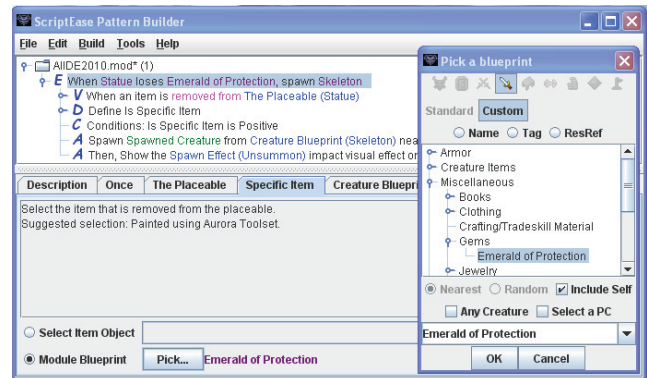 ScriptEase Pattern Builder
File Edit Build Tools Help
AIIDE2010.mod* (1)
E When Statue loses Emerald of Protection, spawn Skeleton
V When an item is removed from The Placeable (Statue)
D Define Is Specific Item
C Conditions: Is Specific Item is Positive
A Spawn Spawned Creature from Creature Blueprint (Skeleton) nea
A Then, Show the Spawn Effect (Unsummon) impact visual effect or
Description Once The Placeable Specific Item Creature Bluepri
Select the item that is removed from the placeable.
Suggested selection: Painted using Aurora Toolset.
Select Item Object
Module Blueprint Pick... Emerald of Protection
Pick a blueprint
Standard Custom
Name Tag ResRef
Armor
Creature Items
Miscellaneous
Books
Clothing
Crafting/Tradeskill Material
Gems
Emerald of Protection
Jewelry
Nearest Random Include Self
Any Creature Select a PC
Emerald of Protection
OK Cancel